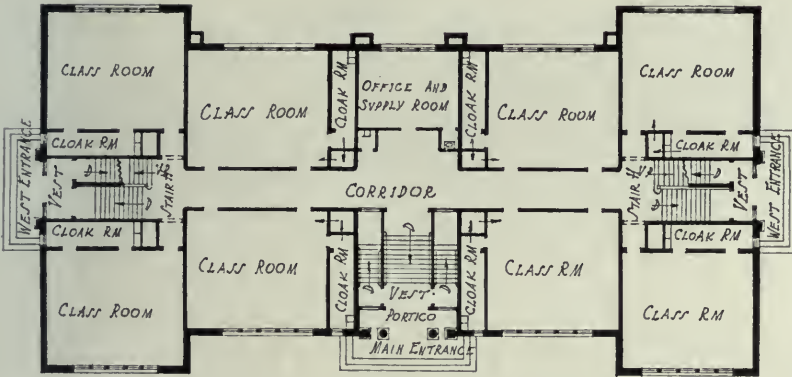 CLASS ROOM
CLASS ROOM
CLOAK RM
OFFICE AND
SUPPLY ROOM
CLOAK RM
CLASS ROOM
CLASS ROOM
CLOAK RM
WEST ENTRANCE
VEST
D
D
STAIR H
CLOAK RM
CLOAK RM
STAIR H
D
D
VEST
WEST ENTRANCE
CLOAK RM
CORRIDOR
CLASS ROOM
CLASS ROOM
CLOAK RM
D
D
D
VEST.
PORTICO
MAIN ENTRANCE
CLOAK RM
CLASS RM
CLASS RM